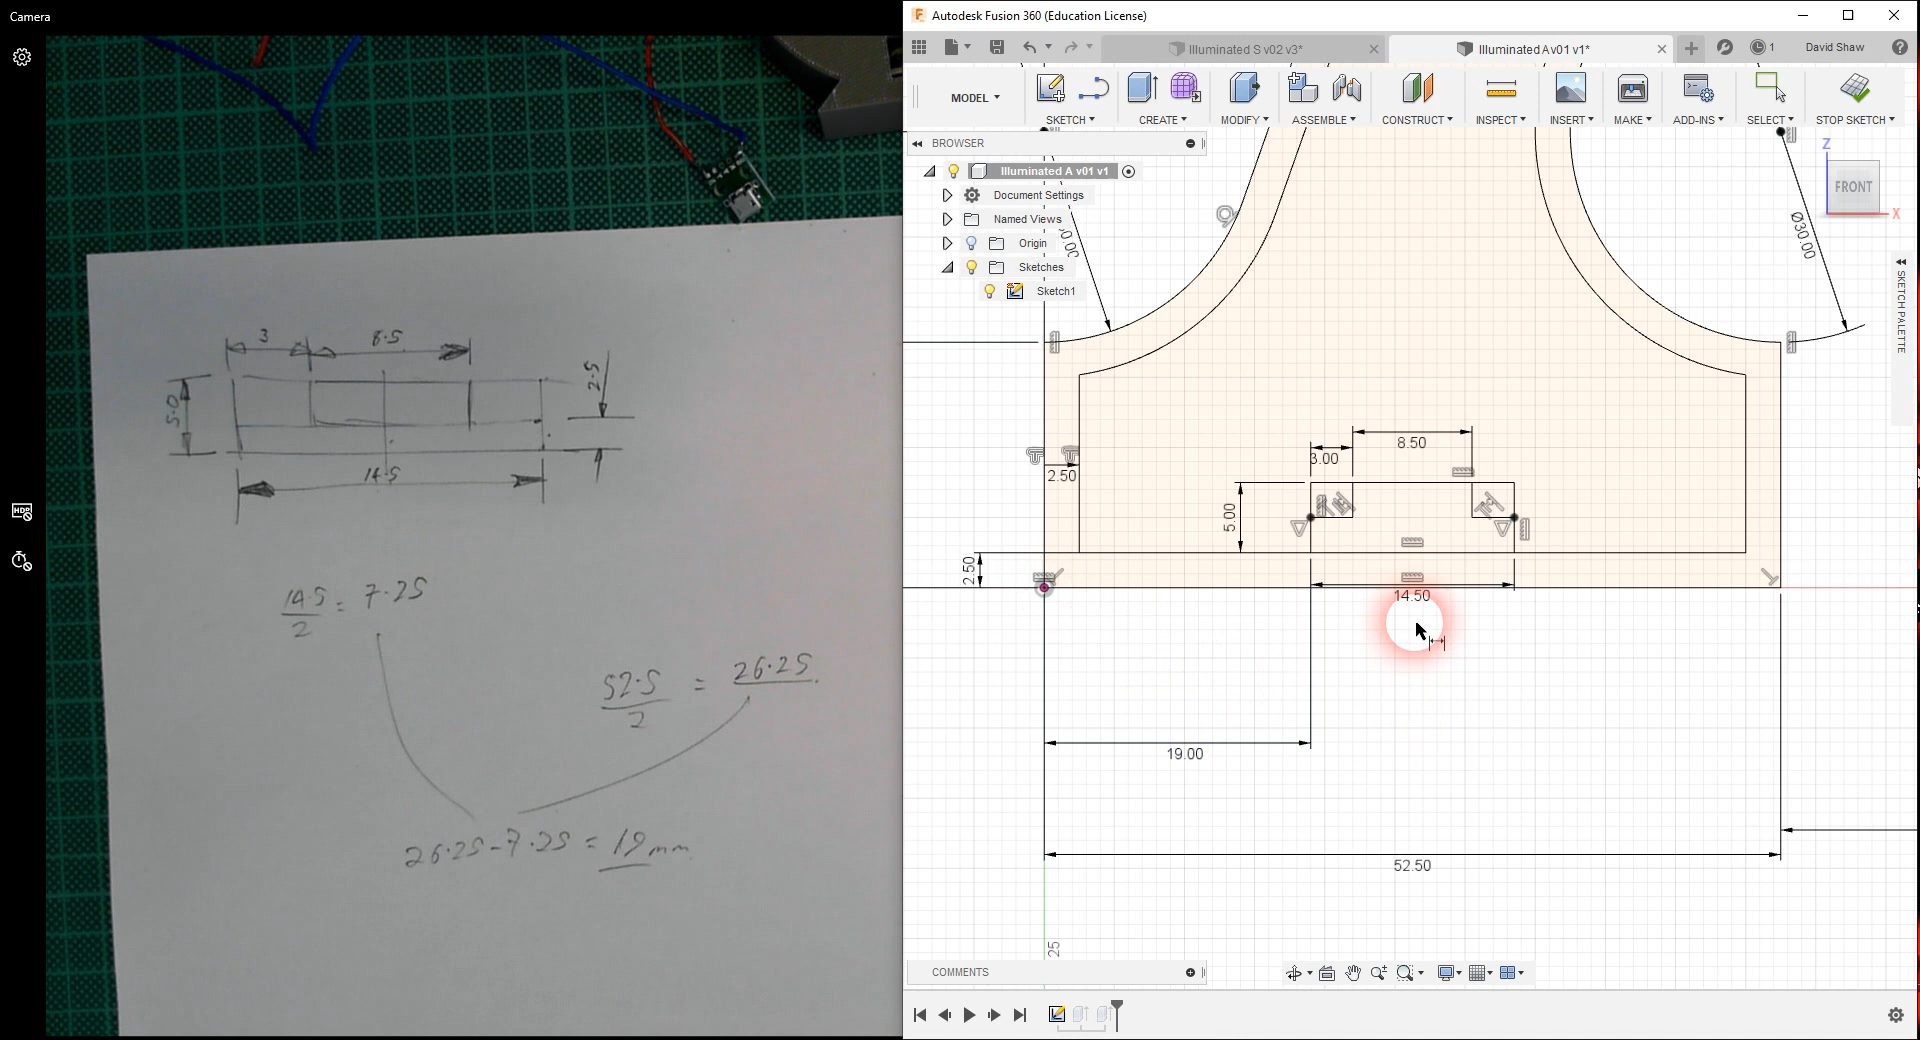 Camera
Autodesk Fusion 360 (Education License)
Illuminated S v02 v3*
Illuminated A v01 v1*
1
David Shaw
MODEL
SKETCH
CREATE
MODIFY
ASSEMBLE
CONSTRUCT
INSPECT
INSERT
MAKE
ADD-INS
SELECT
STOP SKETCH
BROWSER
Illuminated A v01 v1
Document Settings
Named Views
Origin
Sketches
Sketch1
Z
FRONT
X
Ø30.00
SKETCH PALETTE
HDR
3
8.5
2.5
5.0
14.5
14.5
2
= 7.25
52.5
2
= 26.25
26.25-7.25 = 19mm
8.50
3.00
2.50
5.00
2.50
14.50
19.00
52.50
25
COMMENTS